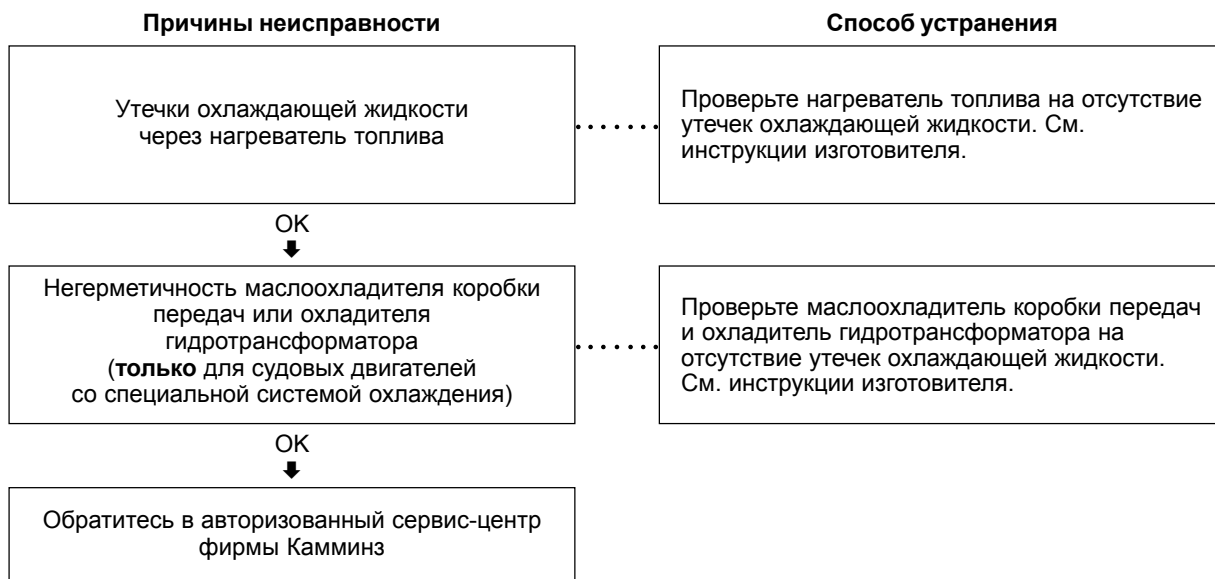 Причины неисправности
Способ устранения
Утечки охлаждающей жидкости
через нагреватель топлива
Проверьте нагреватель топлива на отсутствие
утечек охлаждающей жидкости. См.
инструкции изготовителя.
OK
Негерметичность маслоохладителя коробки
передач или охладителя
гидротрансформатора
(только для судовых двигателей
со специальной системой охлаждения)
Проверьте маслоохладитель коробки передач
и охладитель гидротрансформатора на
отсутствие утечек охлаждающей жидкости.
См. инструкции изготовителя.
OK
Обратитесь в авторизованный сервис-центр
фирмы Камминз